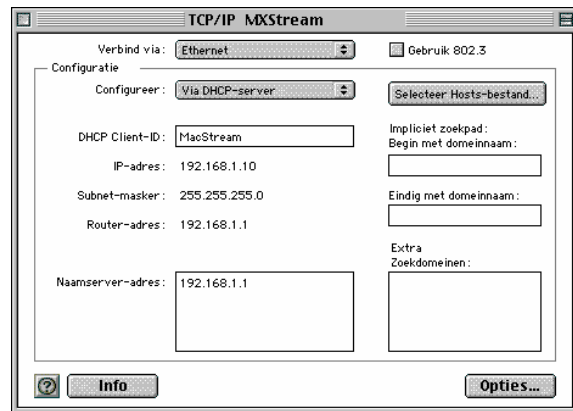 TCP/IP MXStream
Verbind via: Ethernet
Gebruik 802.3
Configuratie
Configureer: Via DHCP-server
Selecteer Hosts-bestand...
DHCP Client-ID: MacStream
Impliciet zoekpad:
Begin met domeinnaam:
IP-adres: 192.168.1.10
Subnet-masker: 255.255.255.0
Eindig met domeinnaam:
Router-adres: 192.168.1.1
Extra
Zoekdomeinen:
Naamserver-adres: 192.168.1.1
?
Info
Opties...